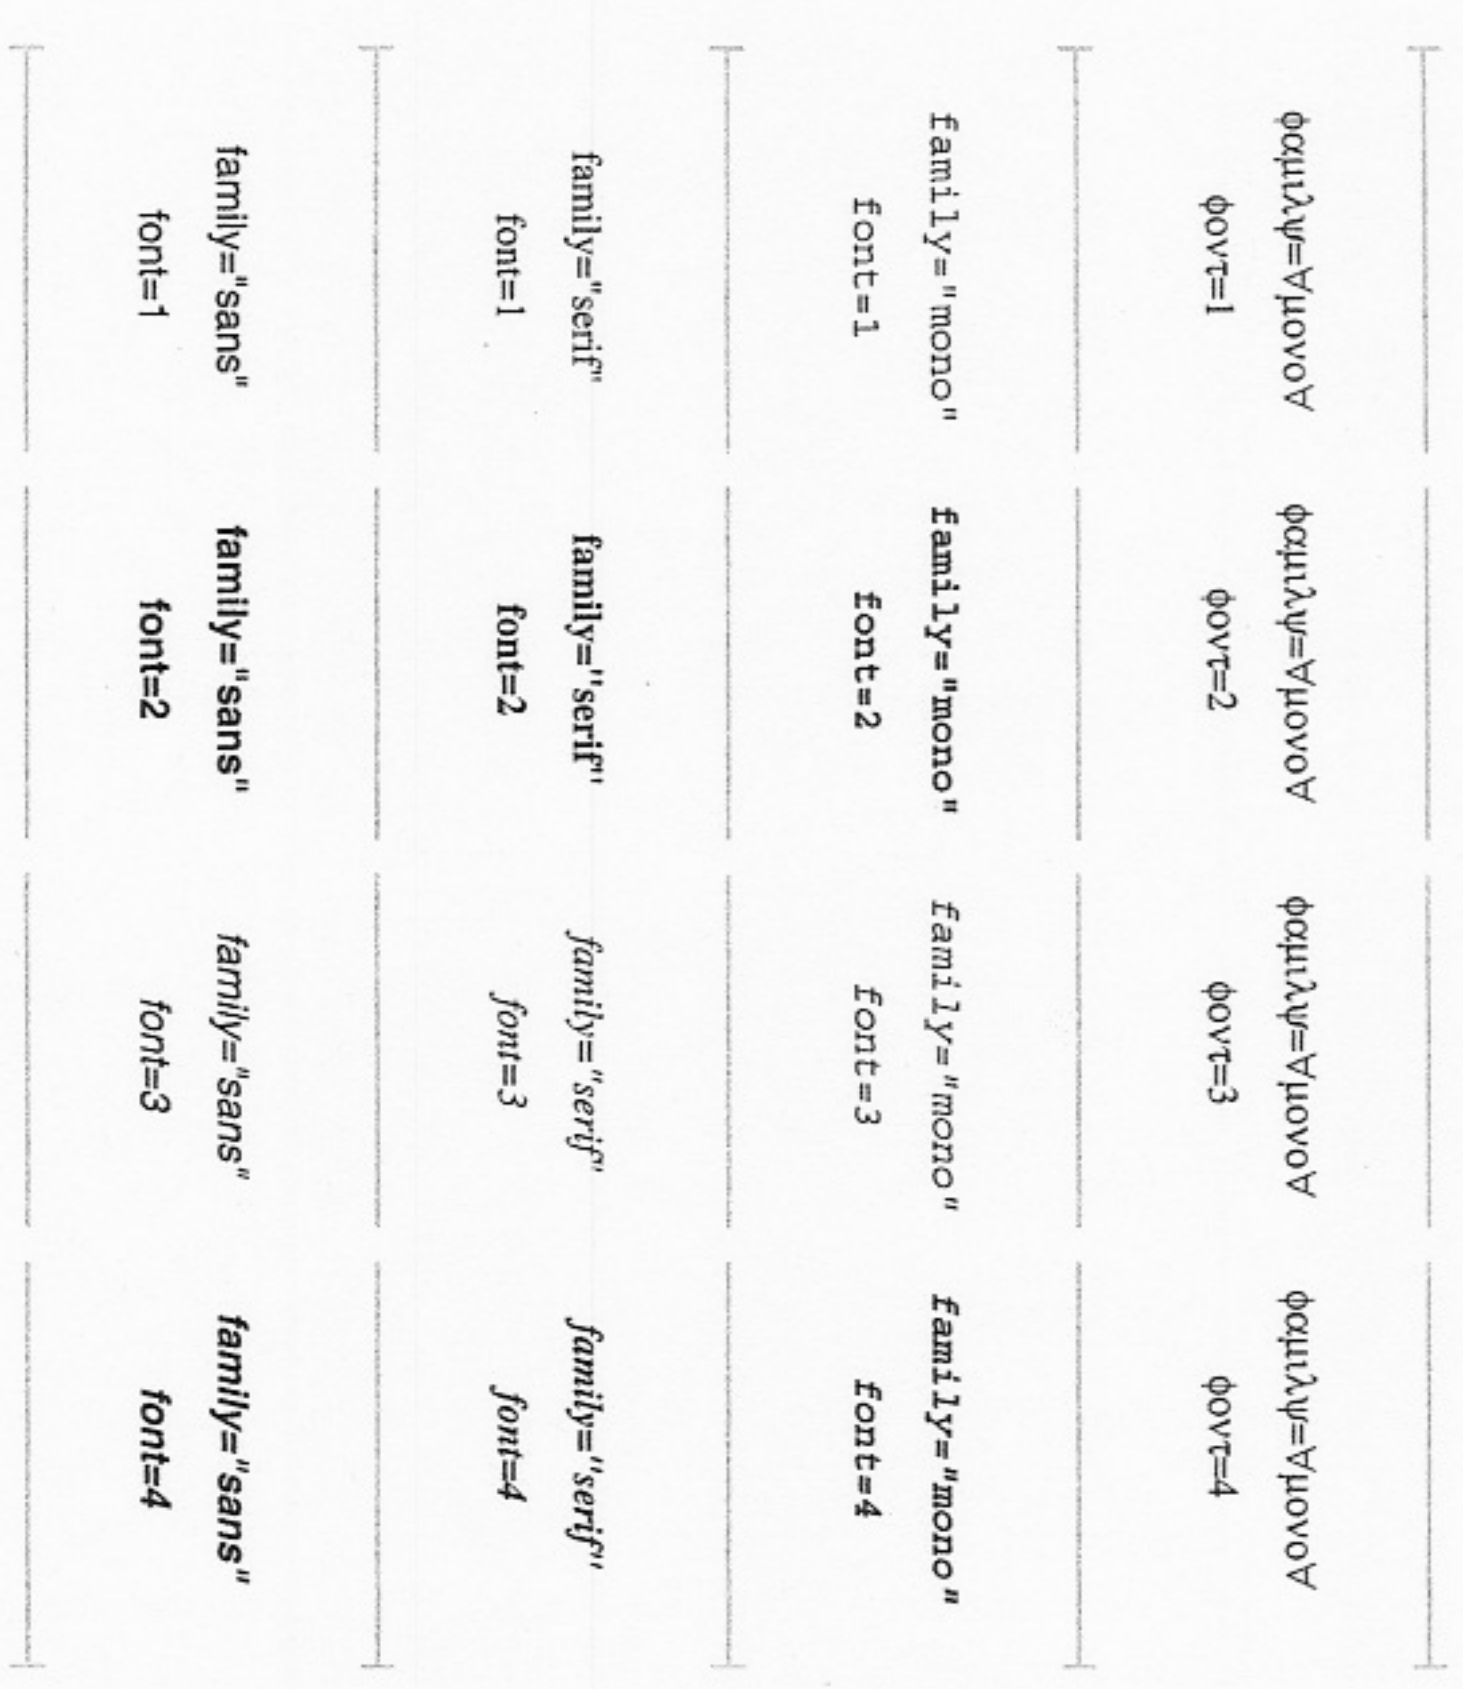 φαμιλψ=∀μονο∀
φοντ=1
φαμιλψ=∀μονο∀
φοντ=2
φαμιλψ=∀μονο∀
φοντ=3
φαμιλψ=∀μονο∀
φοντ=4
family="mono"
font=1
family="mono"
font=2
family="mono"
font=3
family="mono"
font=4
family="serif"
font=1
family="serif"
font=2
family="serif"
font=3
family="serif"
font=4
family="sans"
font=1
family="sans"
font=2
family="sans"
font=3
family="sans"
font=4